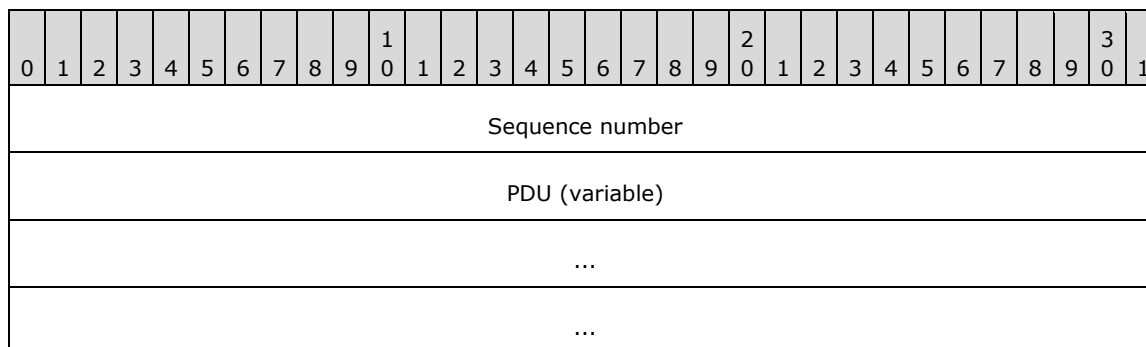 1 2 3
0 1 2 3 4 5 6 7 8 9 0 1 2 3 4 5 6 7 8 9 0 1 2 3 4 5 6 7 8 9 0 1
Sequence number
PDU (variable)
...
...